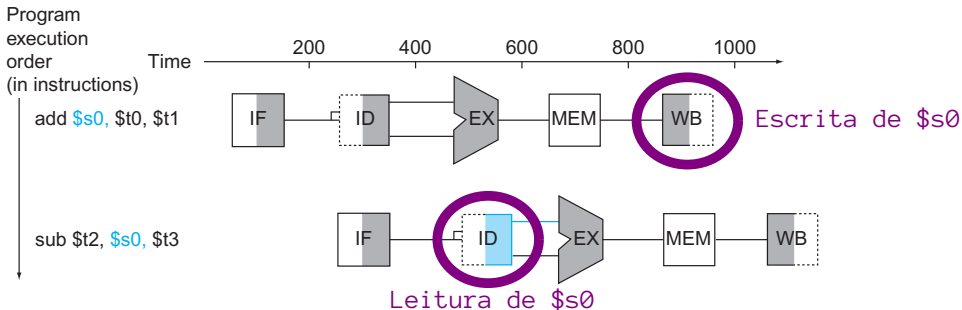 Program
execution
order
(in instructions)
Time
200 400 600 800 1000
add $s0, $t0, $t1
IF ID EX MEM WB
Escrita de $s0
sub $t2, $s0, $t3
IF ID EX MEM WB
Leitura de $s0